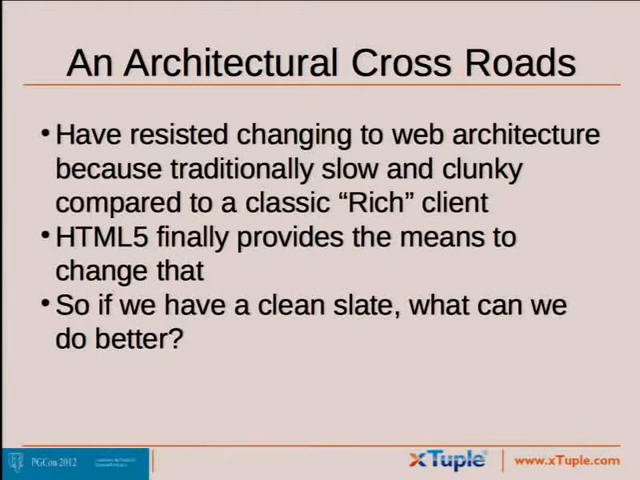 An Architectural Cross Roads
• Have resisted changing to web architecture
because traditionally slow and clunky
compared to a classic “Rich” client
• HTML5 finally provides the means to
change that
• So if we have a clean slate, what can we
do better?
PGCon 2012
xTuple
www.xTuple.com